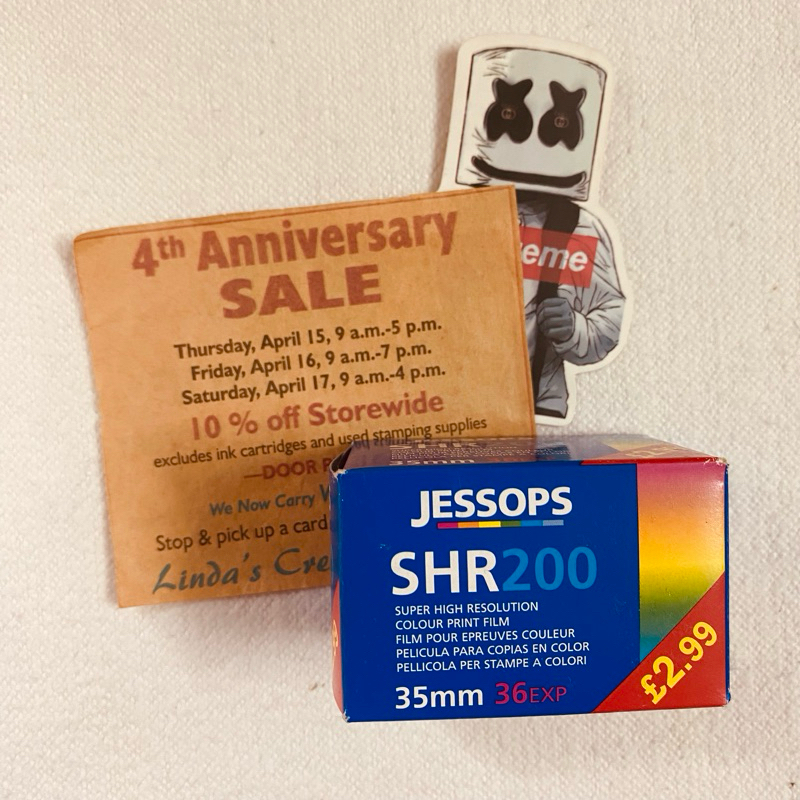 4th Anniversary
SALE
Thursday, April 15, 9 a.m.-5 p.m.
Friday, April 16, 9 a.m.-7 p.m.
Saturday, April 17, 9 a.m.-4 p.m.
10 % off Storewide
excludes ink cartridges and used stamping supplies
—DOOR
We Now Carry
Stop & pick up a card
Linda's
eme
35mm
JESSOPS
SHR200
SUPER HIGH RESOLUTION
COLOUR PRINT FILM
FILM POUR EPREUVES COULEUR
PELICULA PARA COPIAS EN COLOR
PELLICOLA PER STAMPE A COLORI
35mm 36EXP
£2.99